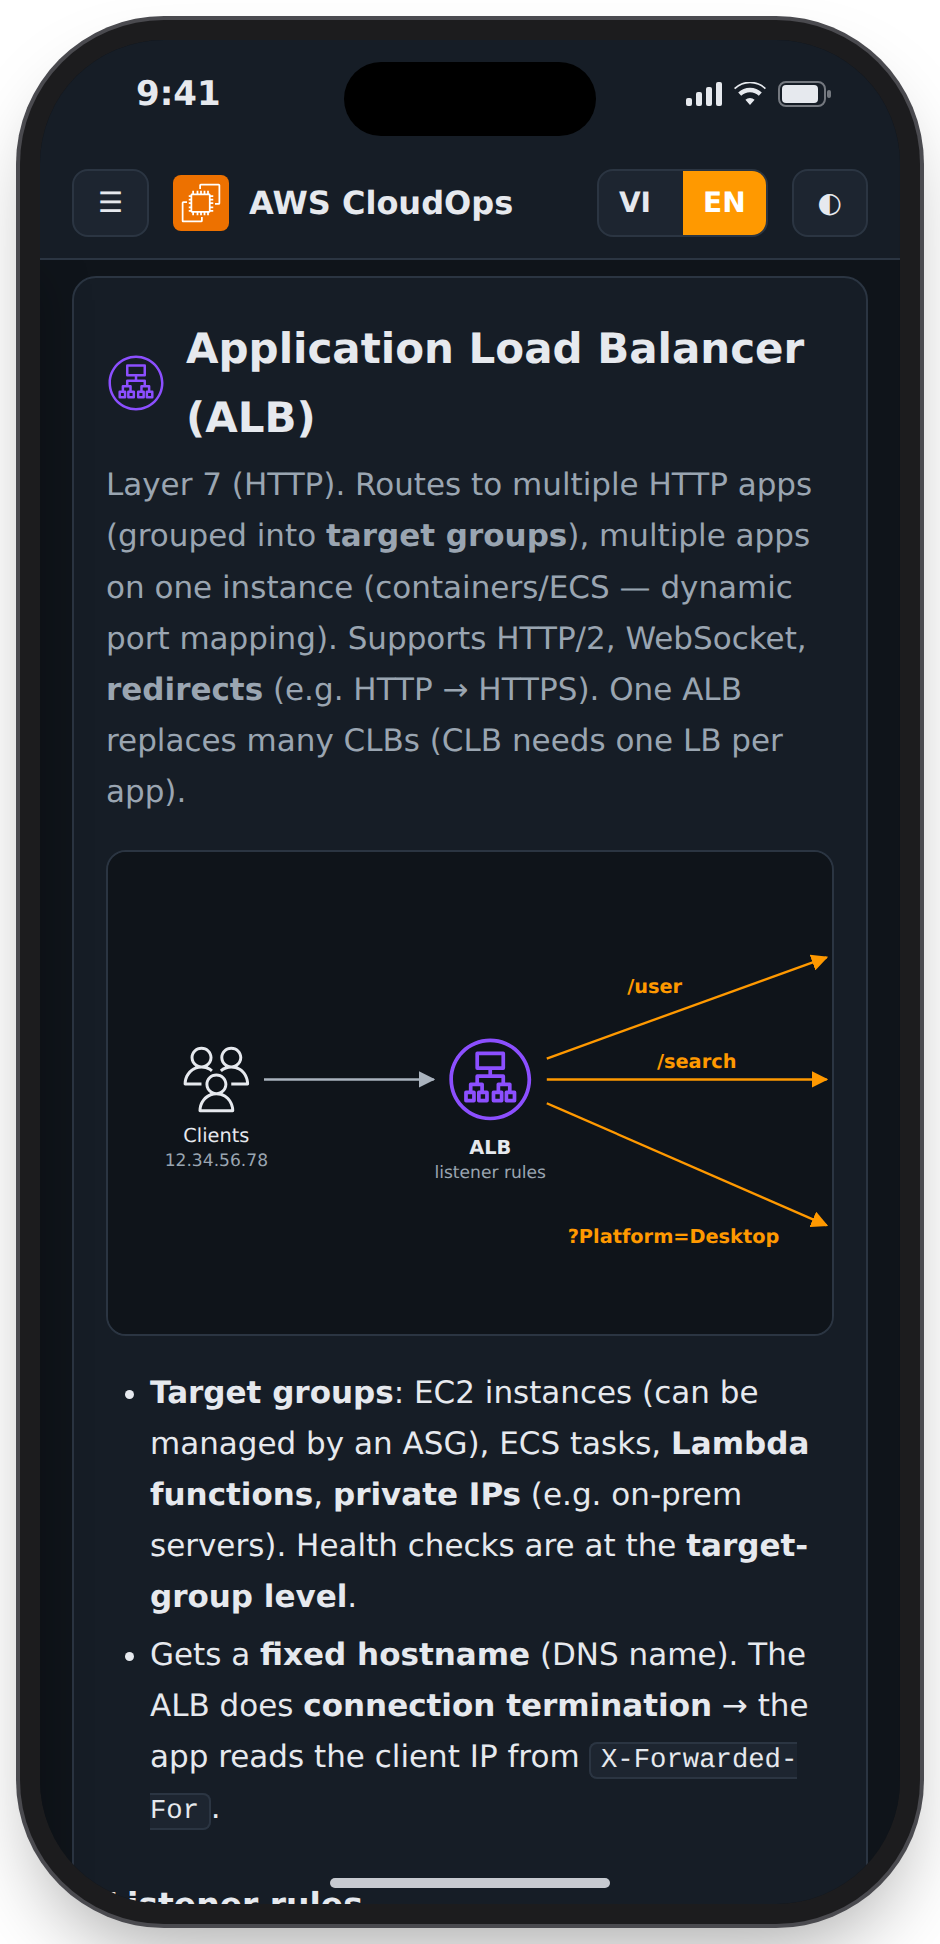 9:41
☰ AWS CloudOps VI EN ◐
Application Load Balancer
(ALB)
Layer 7 (HTTP). Routes to multiple HTTP apps
(grouped into target groups), multiple apps
on one instance (containers/ECS — dynamic
port mapping). Supports HTTP/2, WebSocket,
redirects (e.g. HTTP → HTTPS). One ALB
replaces many CLBs (CLB needs one LB per
app).
/user
/search
Clients
12.34.56.78
ALB
listener rules
?Platform=Desktop
• Target groups: EC2 instances (can be
managed by an ASG), ECS tasks, Lambda
functions, private IPs (e.g. on-prem
servers). Health checks are at the target-
group level.
• Gets a fixed hostname (DNS name). The
ALB does connection termination → the
app reads the client IP from X-Forwarded-
For.
Listener rules